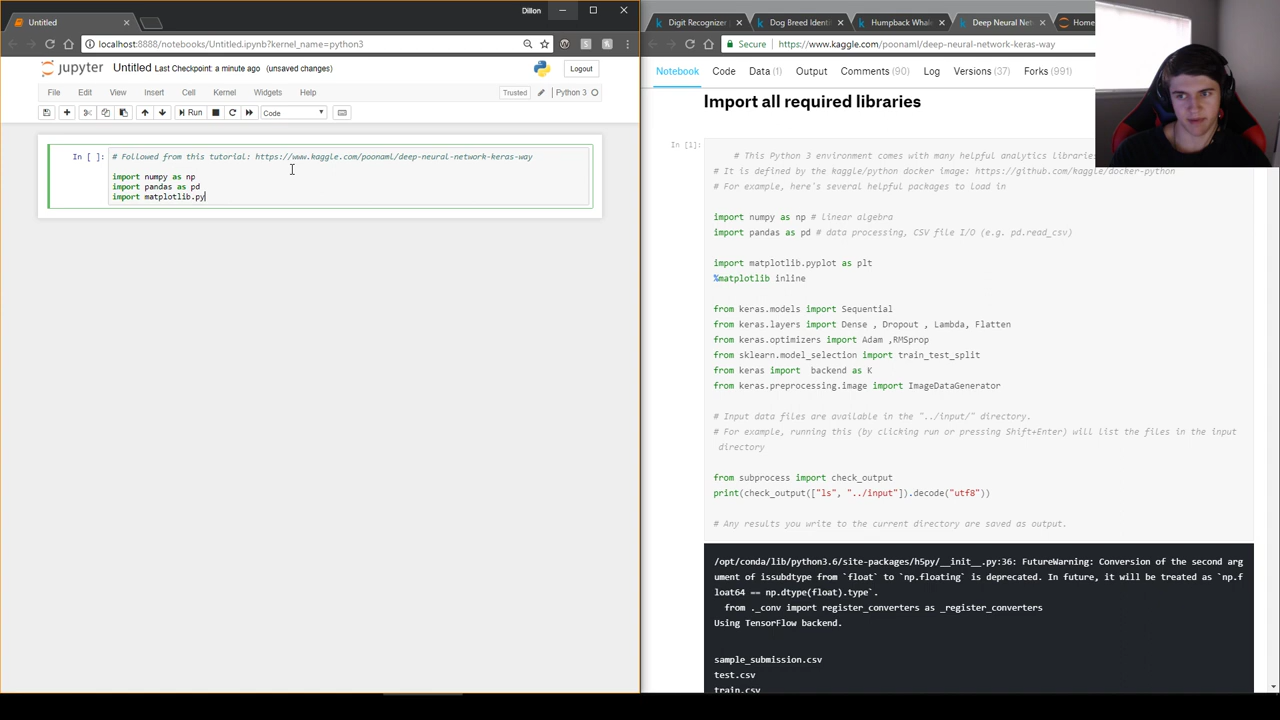 Untitled
Dillon
localhost:8888/notebooks/Untitled.ipynb?kernel_name=python3
jupyter Untitled Last Checkpoint: a minute ago (unsaved changes)
Logout
File Edit View Insert Cell Kernel Widgets Help
Trusted
Python 3
Run
Code
In [ ]:
# Followed from this tutorial: https://www.kaggle.com/poonaml/deep-neural-network-keras-way
import numpy as np
import pandas as pd
import matplotlib.py
Digit Recognizer
Dog Breed Identi
Humpback Whale
Deep Neural Net
Home
Secure https://www.kaggle.com/poonaml/deep-neural-network-keras-way
Notebook Code Data (1) Output Comments (90) Log Versions (37) Forks (991)
Import all required libraries
In [1]:
# This Python 3 environment comes with many helpful analytics libraries
# It is defined by the kaggle/python docker image: https://github.com/kaggle/docker-python
# For example, here's several helpful packages to load in
import numpy as np # linear algebra
import pandas as pd # data processing, CSV file I/O (e.g. pd.read_csv)
import matplotlib.pyplot as plt
%matplotlib inline
from keras.models import Sequential
from keras.layers import Dense , Dropout , Lambda, Flatten
from keras.optimizers import Adam ,RMSprop
from sklearn.model_selection import train_test_split
from keras import  backend as K
from keras.preprocessing.image import ImageDataGenerator
# Input data files are available in the "../input/" directory.
# For example, running this (by clicking run or pressing Shift+Enter) will list the files in the input
directory
from subprocess import check_output
print(check_output(["ls", "../input"]).decode("utf8"))
# Any results you write to the current directory are saved as output.
/opt/conda/lib/python3.6/site-packages/h5py/__init__.py:36: FutureWarning: Conversion of the second arg
ument of issubdtype from `float` to `np.floating` is deprecated. In future, it will be treated as `np.f
loat64 == np.dtype(float).type`.
from ._conv import register_converters as _register_converters
Using TensorFlow backend.
sample_submission.csv
test.csv
train.csv